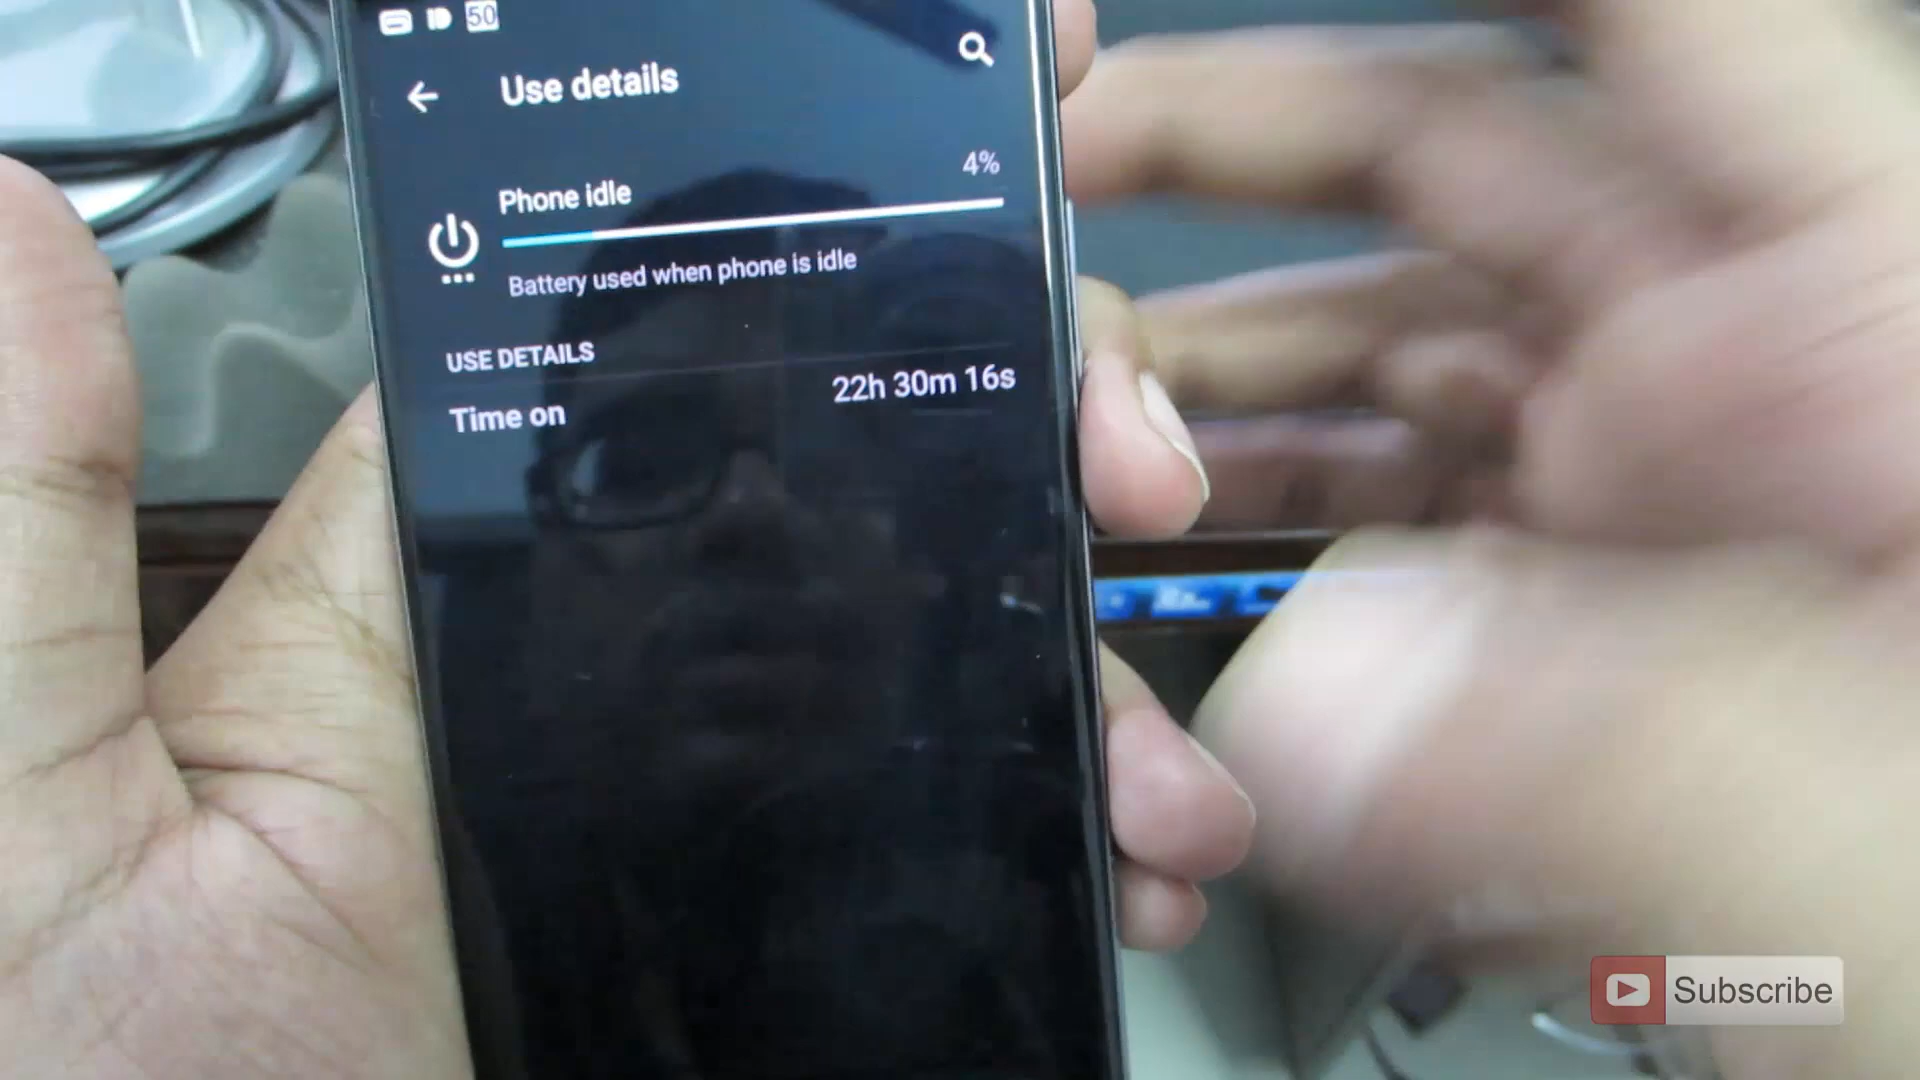 50
Use details
4%
Phone idle
Battery used when phone is idle
USE DETAILS
22h 30m 16s
Time on
Subscribe